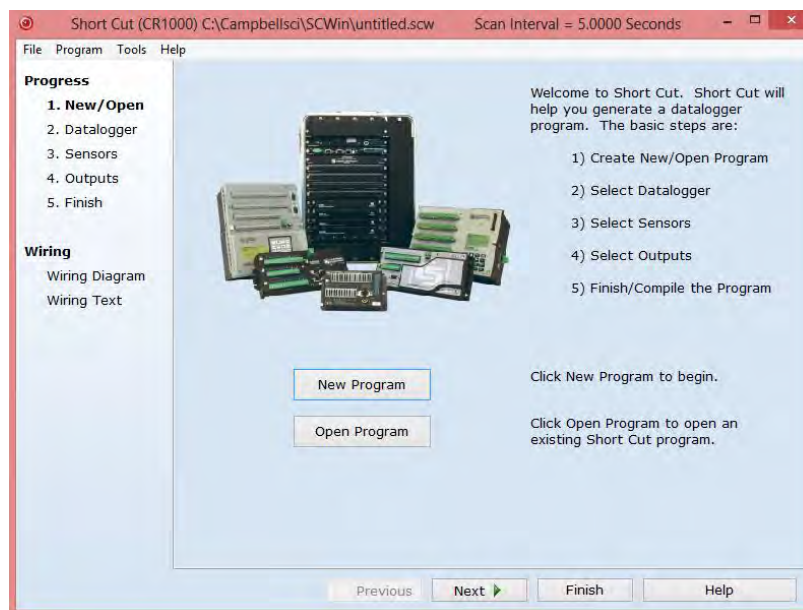 Short Cut (CR1000) C:\Campbellsci\SCWin\untitled.scw Scan Interval = 5.0000 Seconds
File Program Tools Help
Progress
1. New/Open
2. Datalogger
3. Sensors
4. Outputs
5. Finish
Wiring
Wiring Diagram
Wiring Text
Welcome to Short Cut. Short Cut will
help you generate a datalogger
program. The basic steps are:
1) Create New/Open Program
2) Select Datalogger
3) Select Sensors
4) Select Outputs
5) Finish/Compile the Program
New Program
Click New Program to begin.
Open Program
Click Open Program to open an
existing Short Cut program.
Previous Next Finish Help